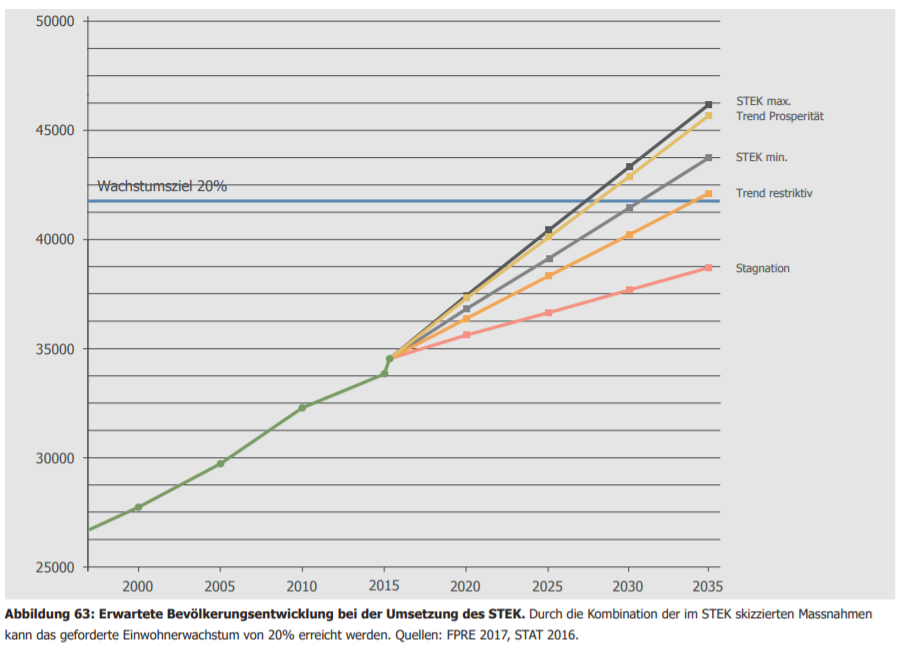 50000
45000
40000
35000
30000
25000
Wachstumsziel 20%
STEK max.
Trend Prosperität
STEK min.
Trend restriktiv
Stagnation
2000 2005 2010 2015 2020 2025 2030 2035
Abbildung 63: Erwartete Bevölkerungsentwicklung bei der Umsetzung des STEK. Durch die Kombination der im STEK skizzierten Massnahmen
kann das geforderte Einwohnerwachstum von 20% erreicht werden. Quellen: FPRE 2017, STAT 2016.